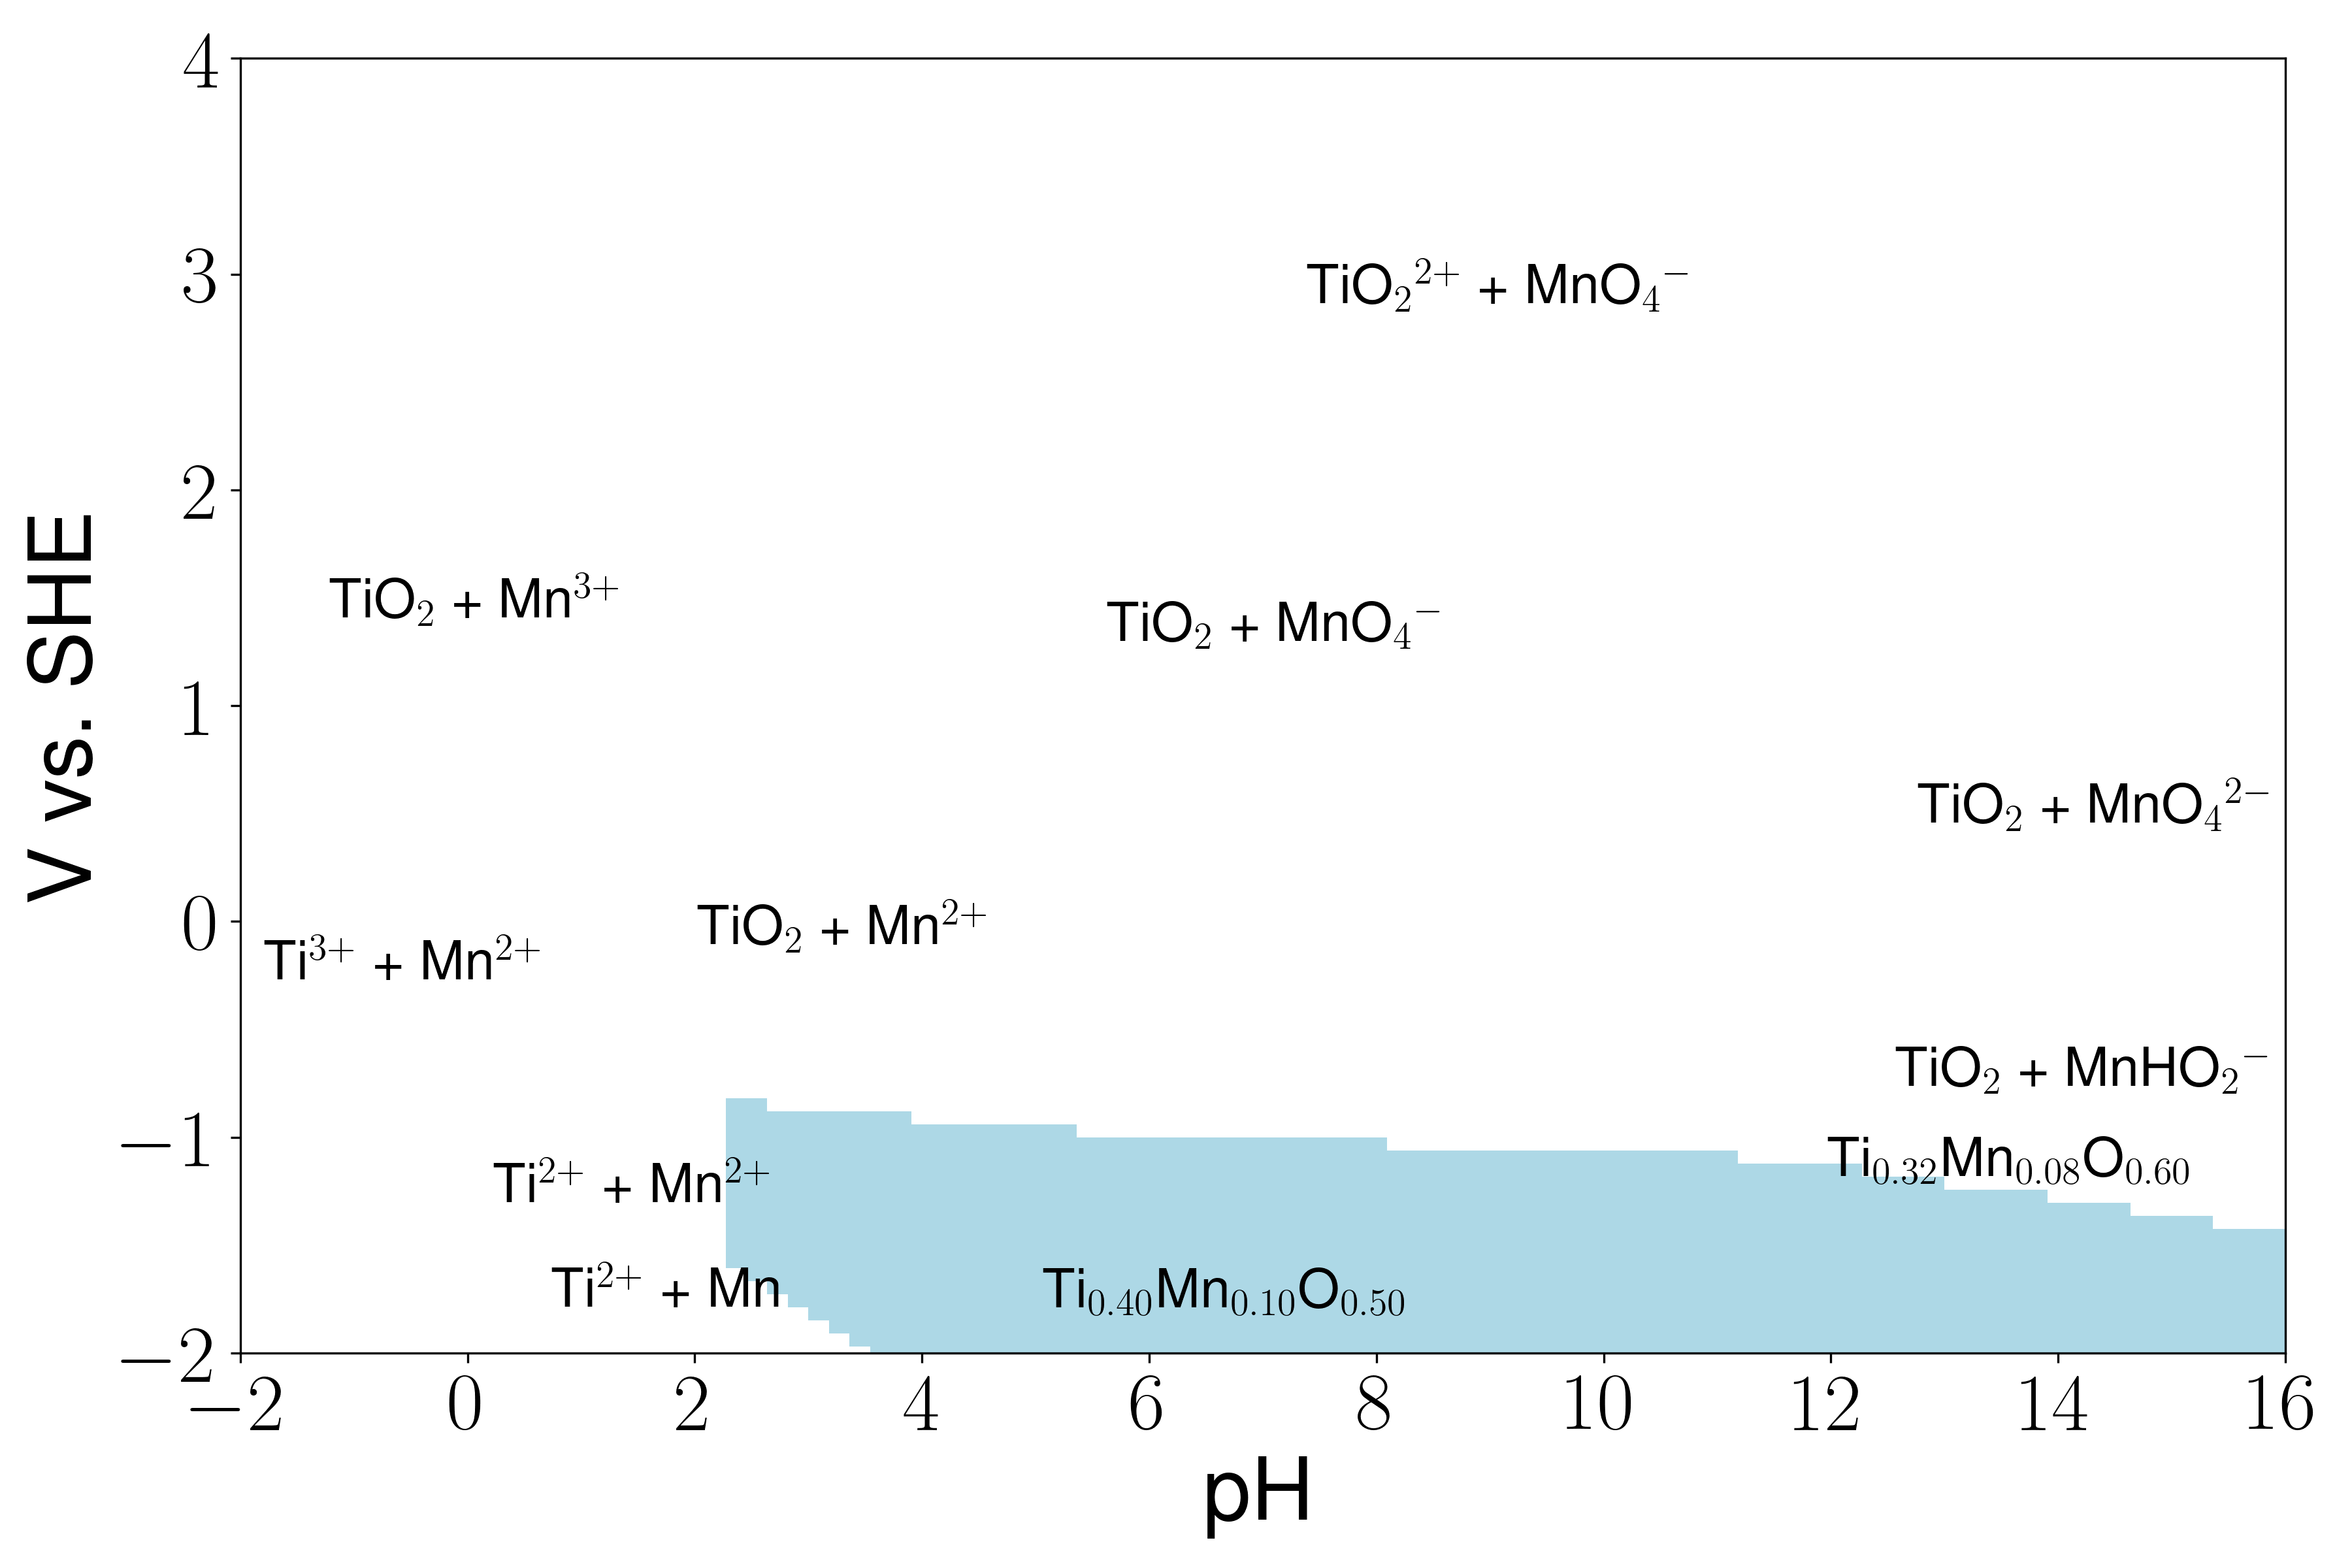 4
3
TiO₂²⁺ + MnO₄⁻
2
TiO₂ + Mn³⁺
TiO₂ + MnO₄⁻
1
TiO₂ + MnO₄²⁻
V vs. SHE
0
TiO₂ + Mn²⁺
Ti³⁺ + Mn²⁺
TiO₂ + MnHO₂⁻
−1
Ti₀.₃₂Mn₀.₀₈O₀.₆₀
Ti²⁺ + Mn²⁺
Ti²⁺ + Mn
Ti₀.₄₀Mn₀.₁₀O₀.₅₀
−2
−2 0 2 4 6 8 10 12 14 16
pH